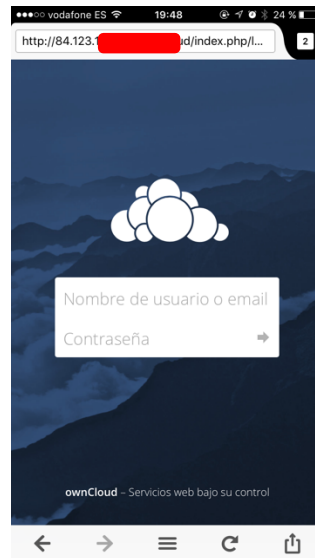 vodafone ES 19:48 24 %
http://84.123.1 ud/index.php/l...
2
Nombre de usuario o email
Contraseña
ownCloud – Servicios web bajo su control